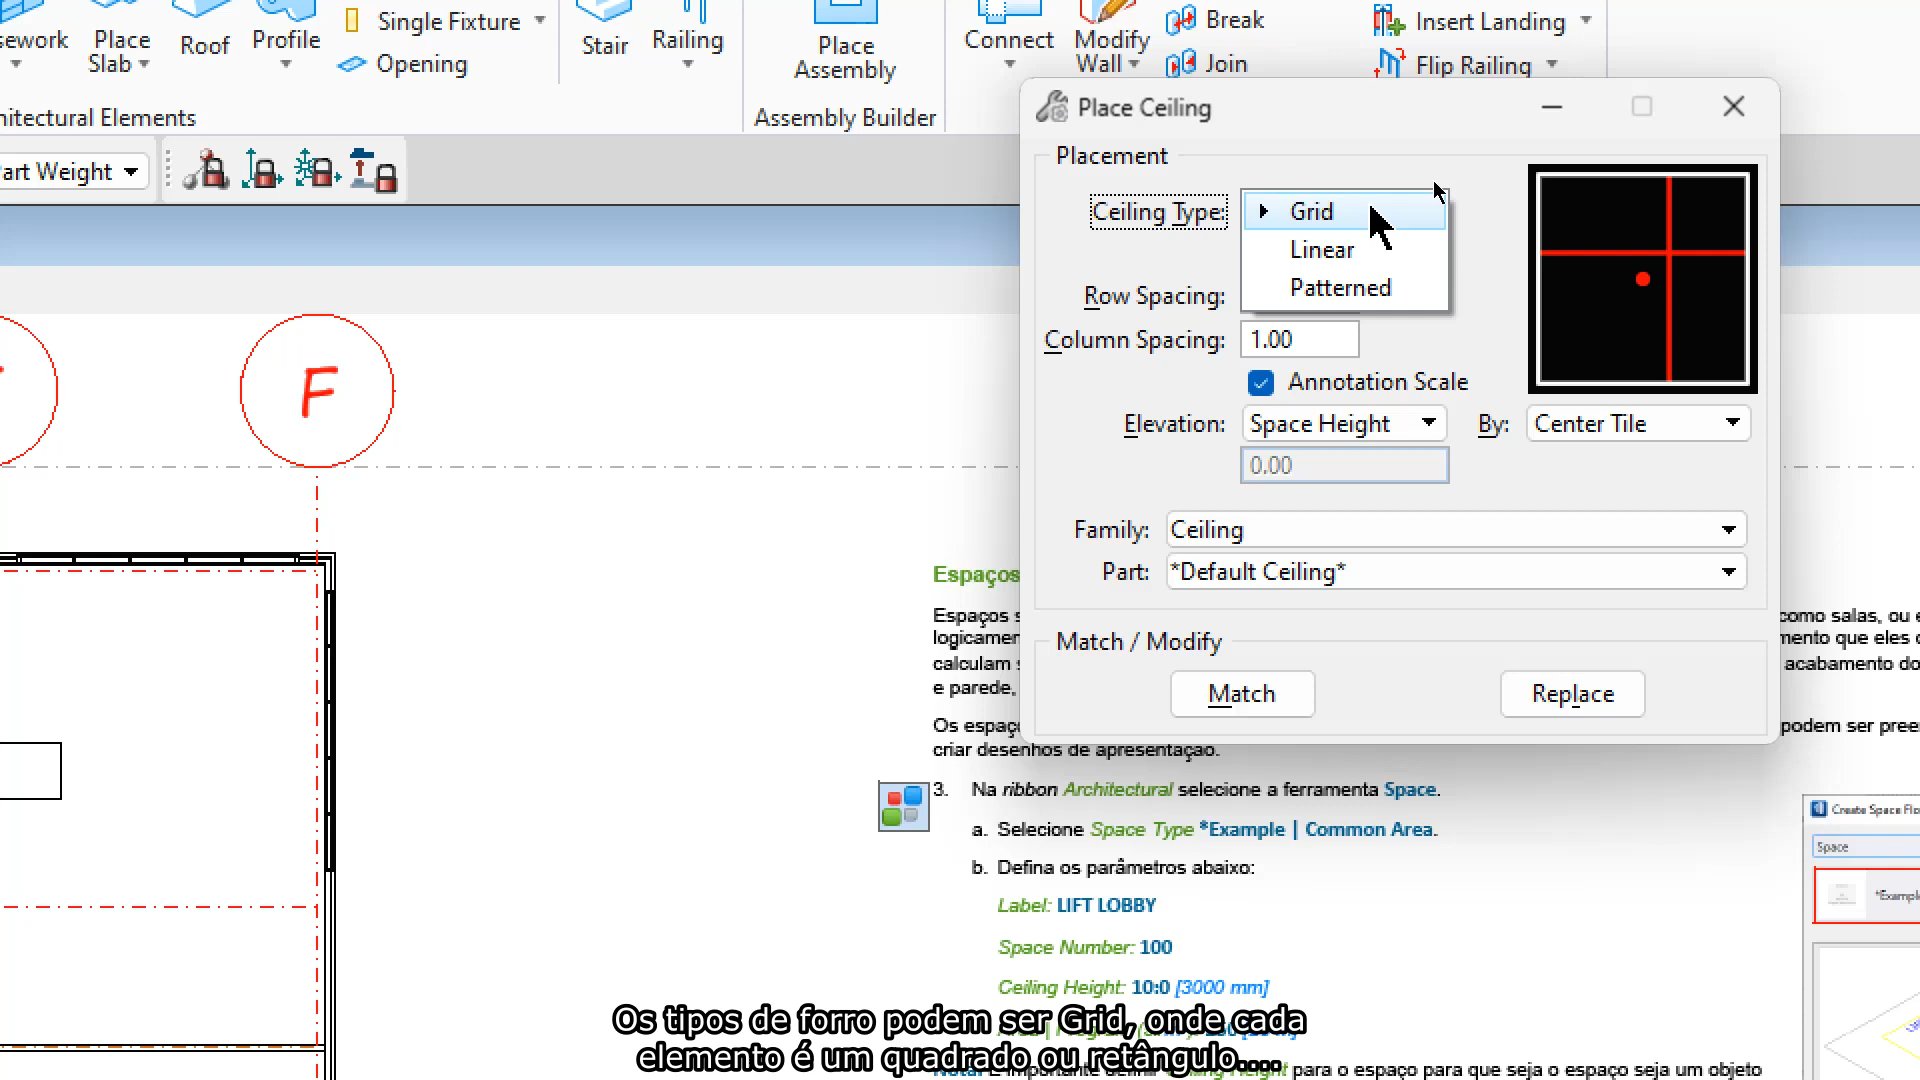 sework
Place
Slab
Roof
Profile
Single Fixture
Opening
Stair
Railing
Place
Assembly
Connect
Modify
Wall
Break
Join
Insert Landing
Flip Railing
hitectural Elements
Assembly Builder
Place Ceiling
art Weight
Placement
Ceiling Type:
Grid
Linear
Patterned
Row Spacing:
Column Spacing: 1.00
Annotation Scale
Elevation: Space Height By: Center Tile
0.00
F
Family: Ceiling
Part: *Default Ceiling*
Match / Modify
Match Replace
Espaços
Espaços s como salas, ou e
logicamen mento que eles
calculam acabamento do
e parede,
Os espaç podem ser pree
criar desenhos de apresentação.
3. Na ribbon Architectural selecione a ferramenta Space.
a. Selecione Space Type *Example | Common Area.
b. Defina os parâmetros abaixo:
Label: LIFT LOBBY
Space Number: 100
Ceiling Height: 10:0 [3000 mm]
Create Space Flo
Space
*Example
Os tipos de forro podem ser Grid, onde cada
elemento é um quadrado ou retângulo....
para o espaço para que seja o espaço seja um objeto